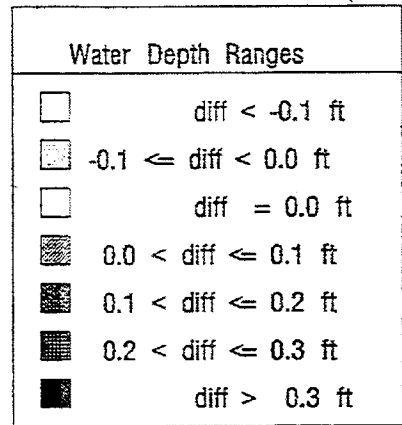 Water Depth Ranges
diff < -0.1 ft
-0.1 <= diff < 0.0 ft
diff = 0.0 ft
0.0 < diff <= 0.1 ft
0.1 < diff <= 0.2 ft
0.2 < diff <= 0.3 ft
diff > 0.3 ft